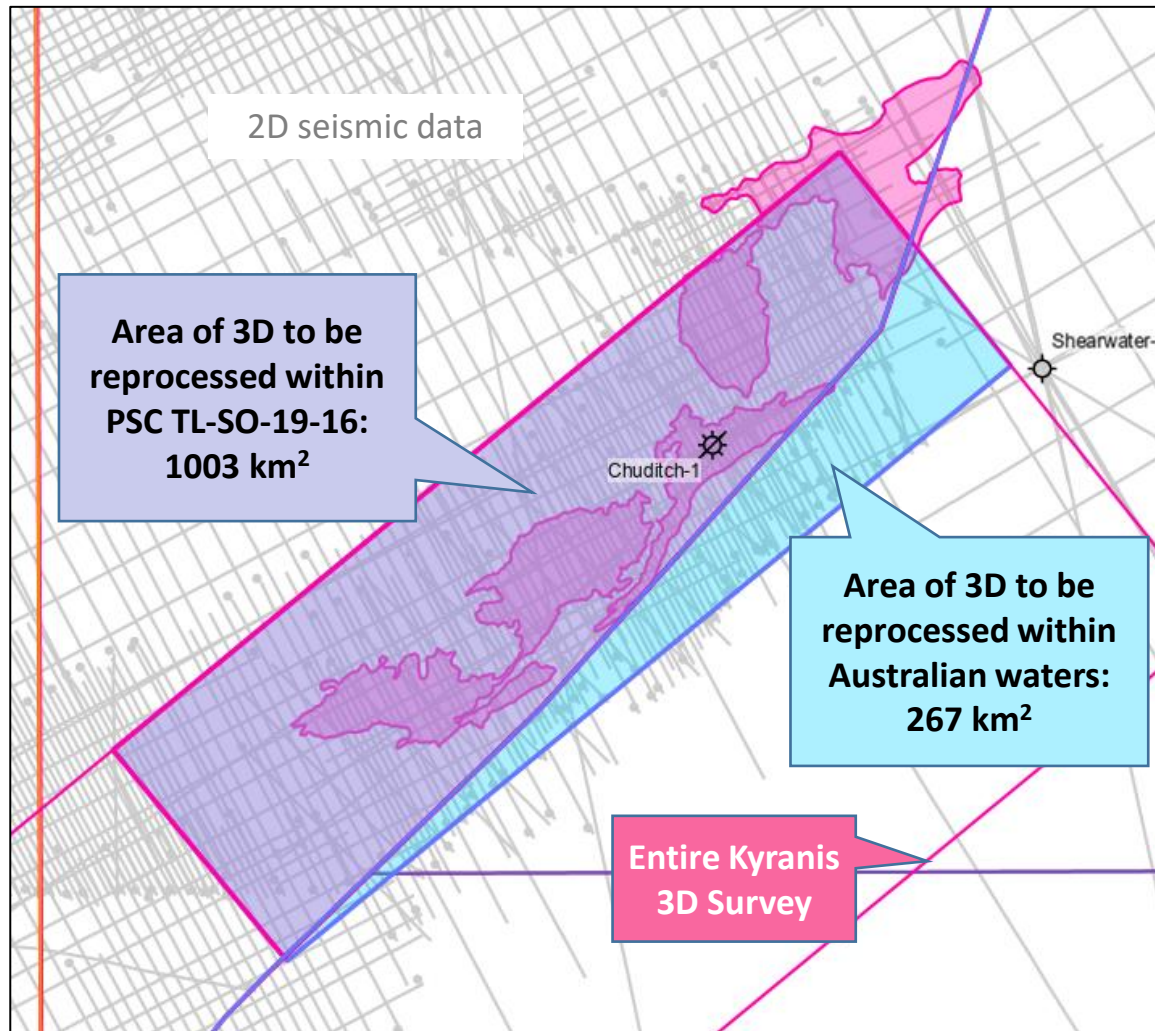 2D seismic data
Area of 3D to be
reprocessed within
PSC TL-SO-19-16:
1003 km²
Shearwater-
Chuditch-1
Area of 3D to be
reprocessed within
Australian waters:
267 km²
Entire Kyranis
3D Survey